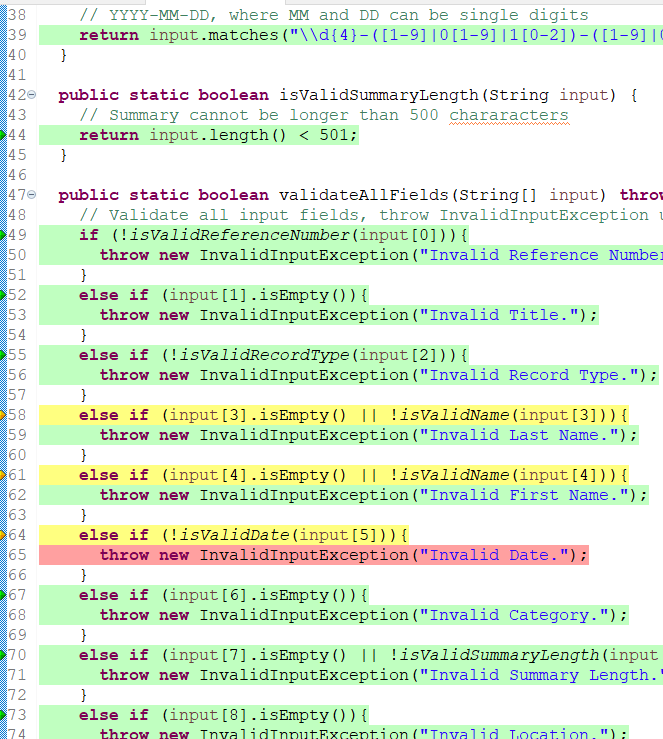 38 // YYYY-MM-DD, where MM and DD can be single digits
39 return input.matches("\\d{4}-([1-9]|0[1-9]|1[0-2])-([1-9]|
40 }
41
42 public static boolean isValidSummaryLength(String input) {
43 // Summary cannot be longer than 500 chararacters
44 return input.length() < 501;
45 }
46
47 public static boolean validateAllFields(String[] input) throw
48 // Validate all input fields, throw InvalidInputException
49 if (!isValidReferenceNumber(input[0])){
50 throw new InvalidInputException("Invalid Reference Number
51 }
52 else if (input[1].isEmpty()){
53 throw new InvalidInputException("Invalid Title.");
54 }
55 else if (!isValidRecordType(input[2])){
56 throw new InvalidInputException("Invalid Record Type.");
57 }
58 else if (input[3].isEmpty() || !isValidName(input[3])){
59 throw new InvalidInputException("Invalid Last Name.");
60 }
61 else if (input[4].isEmpty() || !isValidName(input[4])){
62 throw new InvalidInputException("Invalid First Name.");
63 }
64 else if (!isValidDate(input[5])){
65 throw new InvalidInputException("Invalid Date.");
66 }
67 else if (input[6].isEmpty()){
68 throw new InvalidInputException("Invalid Category.");
69 }
70 else if (input[7].isEmpty() || !isValidSummaryLength(input
71 throw new InvalidInputException("Invalid Summary Length."
72 }
73 else if (input[8].isEmpty()){
74 throw new InvalidInputException("Invalid Location.");